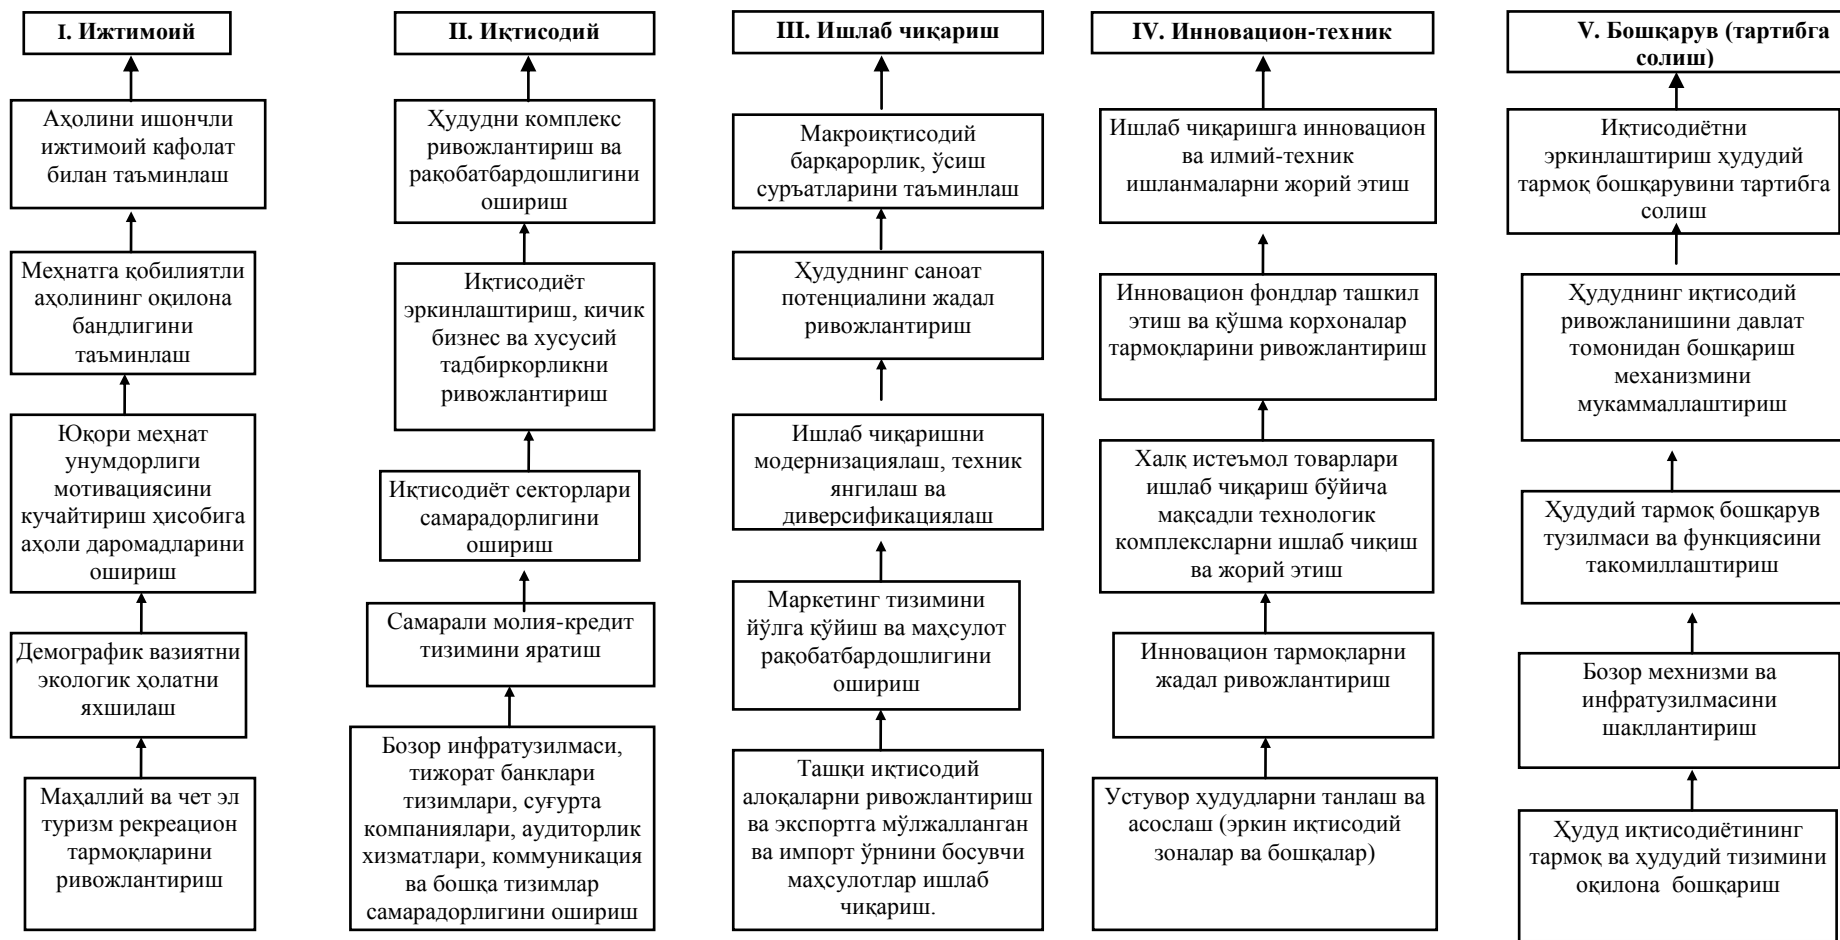 I. Ижтимоий
Аҳолини ишончли
ижтимоий кафолат
билан таъминлаш
Меҳнатга қобилиятли
аҳолининг оқилона
бандлигини
таъминлаш
Юқори меҳнат
унумдорлиги
мотивациясини
кучайтириш ҳисобига
аҳоли даромадларини
ошириш
Демографик вазиятни
экологик ҳолатни
яхшилаш
Маҳаллий ва чет эл
туризм рекреацион
тармоқларини
ривожлантириш
II. Иқтисодий
Ҳудудни комплекс
ривожлантириш ва
рақобатбардошлигини
ошириш
Иқтисодиёт
эркинлаштириш, кичик
бизнес ва хусусий
тадбиркорликни
ривожлантириш
Иқтисодиёт секторлари
самарадорлигини
ошириш
Самарали молия-кредит
тизимини яратиш
Бозор инфратузилмаси,
тижорат банклари
тизимлари, суғурта
компаниялари, аудиторлик
хизматлари, коммуникация
ва бошқа тизимлар
самарадорлигини ошириш
III. Ишлаб чиқариш
Макроиқтисодий
барқарорлик, ўсиш
суръатларини таъминлаш
Ҳудуднинг саноат
потенциалини жадал
ривожлантириш
Ишлаб чиқаришни
модернизациялаш, техник
янгилаш ва
диверсификациялаш
Маркетинг тизимини
йўлга қўйиш ва маҳсулот
рақобатбардошлигини
ошириш
Ташқи иқтисодий
алоқаларни ривожлантириш
ва экспортга мўлжалланган
ва импорт ўрнини босувчи
маҳсулотлар ишлаб
чиқариш.
IV. Инновацион-техник
Ишлаб чиқаришга инновацион
ва илмий-техник
ишланмаларни жорий этиш
Инновацион фондлар ташкил
этиш ва қўшма корхоналар
тармоқларини ривожлантириш
Халқ истеъмол товарлари
ишлаб чиқариш бўйича
мақсадли технологик
комплексларни ишлаб чиқиш
ва жорий этиш
Инновацион тармоқларни
жадал ривожлантириш
Устувор ҳудудларни танлаш ва
асослаш (эркин иқтисодий
зоналар ва бошқалар)
V. Бошқарув (тартибга
солиш)
Иқтисодиётни
эркинлаштириш ҳудудий
тармоқ бошқарувини тартибга
солиш
Ҳудуднинг иқтисодий
ривожланишини давлат
томонидан бошқариш
механизмини
мукаммаллаштириш
Ҳудудий тармоқ бошқарув
тузилмаси ва функциясини
такомиллаштириш
Бозор мехнизми ва
инфратузилмасини
шакллантириш
Ҳудуд иқтисодиётининг
тармоқ ва ҳудудий тизимини
оқилона бошқариш